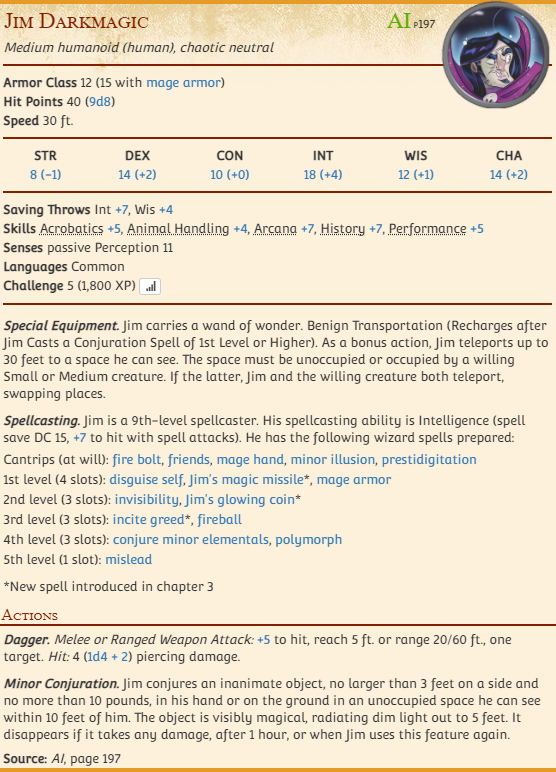 Jim Darkmagic
AI P197
Medium humanoid (human), chaotic neutral
Armor Class 12 (15 with mage armor)
Hit Points 40 (9d8)
Speed 30 ft.
STR DEX CON INT WIS CHA
8 (−1) 14 (+2) 10 (+0) 18 (+4) 12 (+1) 14 (+2)
Saving Throws Int +7, Wis +4
Skills Acrobatics +5, Animal Handling +4, Arcana +7, History +7, Performance +5
Senses passive Perception 11
Languages Common
Challenge 5 (1,800 XP)
Special Equipment. Jim carries a wand of wonder. Benign Transportation (Recharges after
Jim Casts a Conjuration Spell of 1st Level or Higher). As a bonus action, Jim teleports up to
30 feet to a space he can see. The space must be unoccupied or occupied by a willing
Small or Medium creature. If the latter, Jim and the willing creature both teleport,
swapping places.
Spellcasting. Jim is a 9th-level spellcaster. His spellcasting ability is Intelligence (spell
save DC 15, +7 to hit with spell attacks). He has the following wizard spells prepared:
Cantrips (at will): fire bolt, friends, mage hand, minor illusion, prestidigitation
1st level (4 slots): disguise self, Jim's magic missile*, mage armor
2nd level (3 slots): invisibility, Jim's glowing coin*
3rd level (3 slots): incite greed*, fireball
4th level (3 slots): conjure minor elementals, polymorph
5th level (1 slot): mislead
*New spell introduced in chapter 3
Actions
Dagger. Melee or Ranged Weapon Attack: +5 to hit, reach 5 ft. or range 20/60 ft., one
target. Hit: 4 (1d4 + 2) piercing damage.
Minor Conjuration. Jim conjures an inanimate object, no larger than 3 feet on a side and
no more than 10 pounds, in his hand or on the ground in an unoccupied space he can see
within 10 feet of him. The object is visibly magical, radiating dim light out to 5 feet. It
disappears if it takes any damage, after 1 hour, or when Jim uses this feature again.
Source: AI, page 197